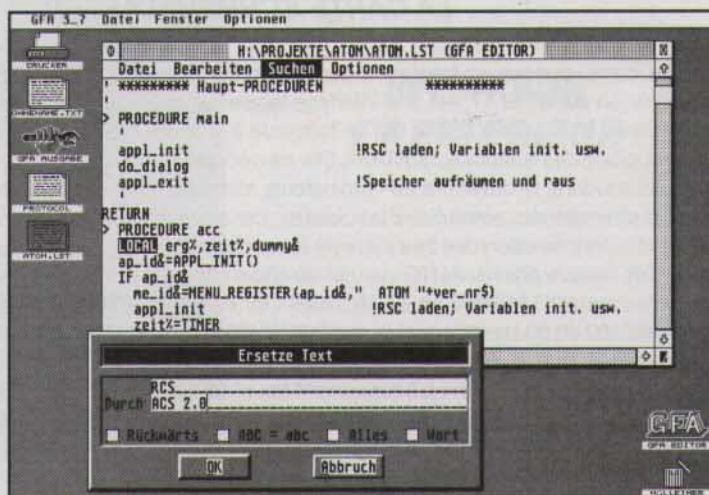 GFA 3_7 Datei Fenster Optionen
H:\PROJEKTE\ATOM\ATOM.LST (GFA EDITOR)
Datei Bearbeiten Suchen Optionen
' ********* Haupt-PROCEDUREN **********
'
> PROCEDURE main
'
appl_init !RSC laden; Variablen init. usw.
do_dialog
appl_exit !Speicher aufräumen und raus
'
RETURN
> PROCEDURE acc
LOCAL erg%,zeit%,dummy&
ap_id&=APPL_INIT()
IF ap_id&
me_id&=MENU_REGISTER(ap_id&," ATOM "+ver_nr$)
appl_init !RSC laden; Variablen init. usw.
zeit%=TIMER
DRUCKER
GFA AUSGABE
PROTOCOL
ATOM.LST
Ersetze Text
RCS
Durch ACS 2.0
Rückwärts ABC = abc Alles Wort
OK Abbruch
GFA
GFA EDITOR